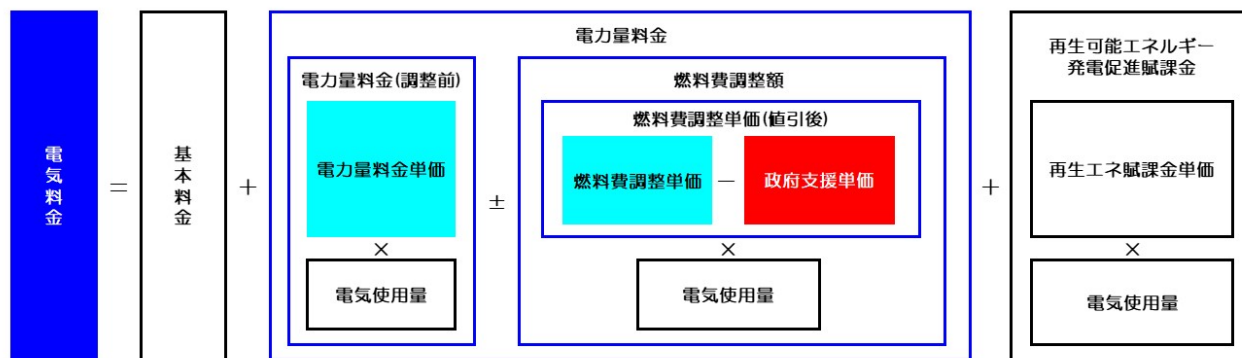 電気料金
=
基本料金
+
電力量料金
電力量料金(調整前)
電力量料金単価
×
電気使用量
±
燃料費調整額
燃料費調整単価(値引後)
燃料費調整単価
−
政府支援単価
×
電気使用量
+
再生可能エネルギー
発電促進賦課金
再生エネ賦課金単価
×
電気使用量